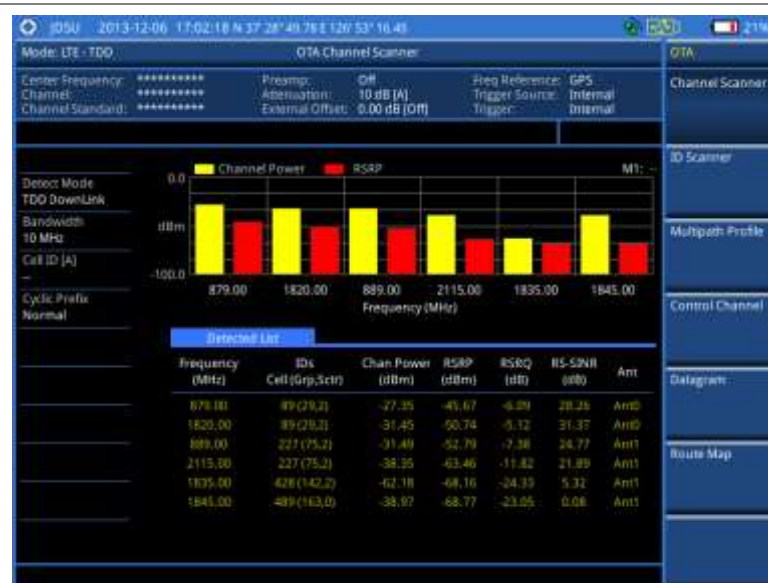 JDSU 2013-12-06 17:02:18 N 37° 28' 49.78 E 126° 53' 16.45
21%
Mode: LTE - TDD
OTA Channel Scanner
OTA
Center Frequency: **********
Preamp: Off
Freq Reference: GPS
Channel: **********
Attenuation: 10 dB [A]
Trigger Source: Internal
Channel Standard: **********
External Offset: 0.00 dB [Off]
Trigger: Internal
Channel Scanner
ID Scanner
Multipath Profile
Control Channel
Datagram
Route Map
Detect Mode
TDD DownLink
Bandwidth
10 MHz
Cell ID [A]
--
Cyclic Prefix
Normal
Channel Power
RSRP
M1: --
0.0
dBm
-100.0
879.00 1820.00 889.00 2115.00 1835.00 1845.00
Frequency (MHz)
Detected List
Frequency (MHz) IDs Cell (Grp,Sctr) Chan Power (dBm) RSRP (dBm) RSRQ (dB) RS-SINR (dB) Ant
879.00 89 (29,2) -27.35 -45.67 -6.09 28.26 Ant0
1820.00 89 (29,2) -31.45 -50.74 -5.12 31.37 Ant0
889.00 227 (75,2) -31.49 -52.79 -7.38 24.77 Ant1
2115.00 227 (75,2) -38.35 -63.46 -11.82 21.89 Ant1
1835.00 428 (142,2) -62.18 -68.16 -24.33 5.32 Ant1
1845.00 489 (163,0) -38.97 -68.77 -23.05 0.08 Ant1